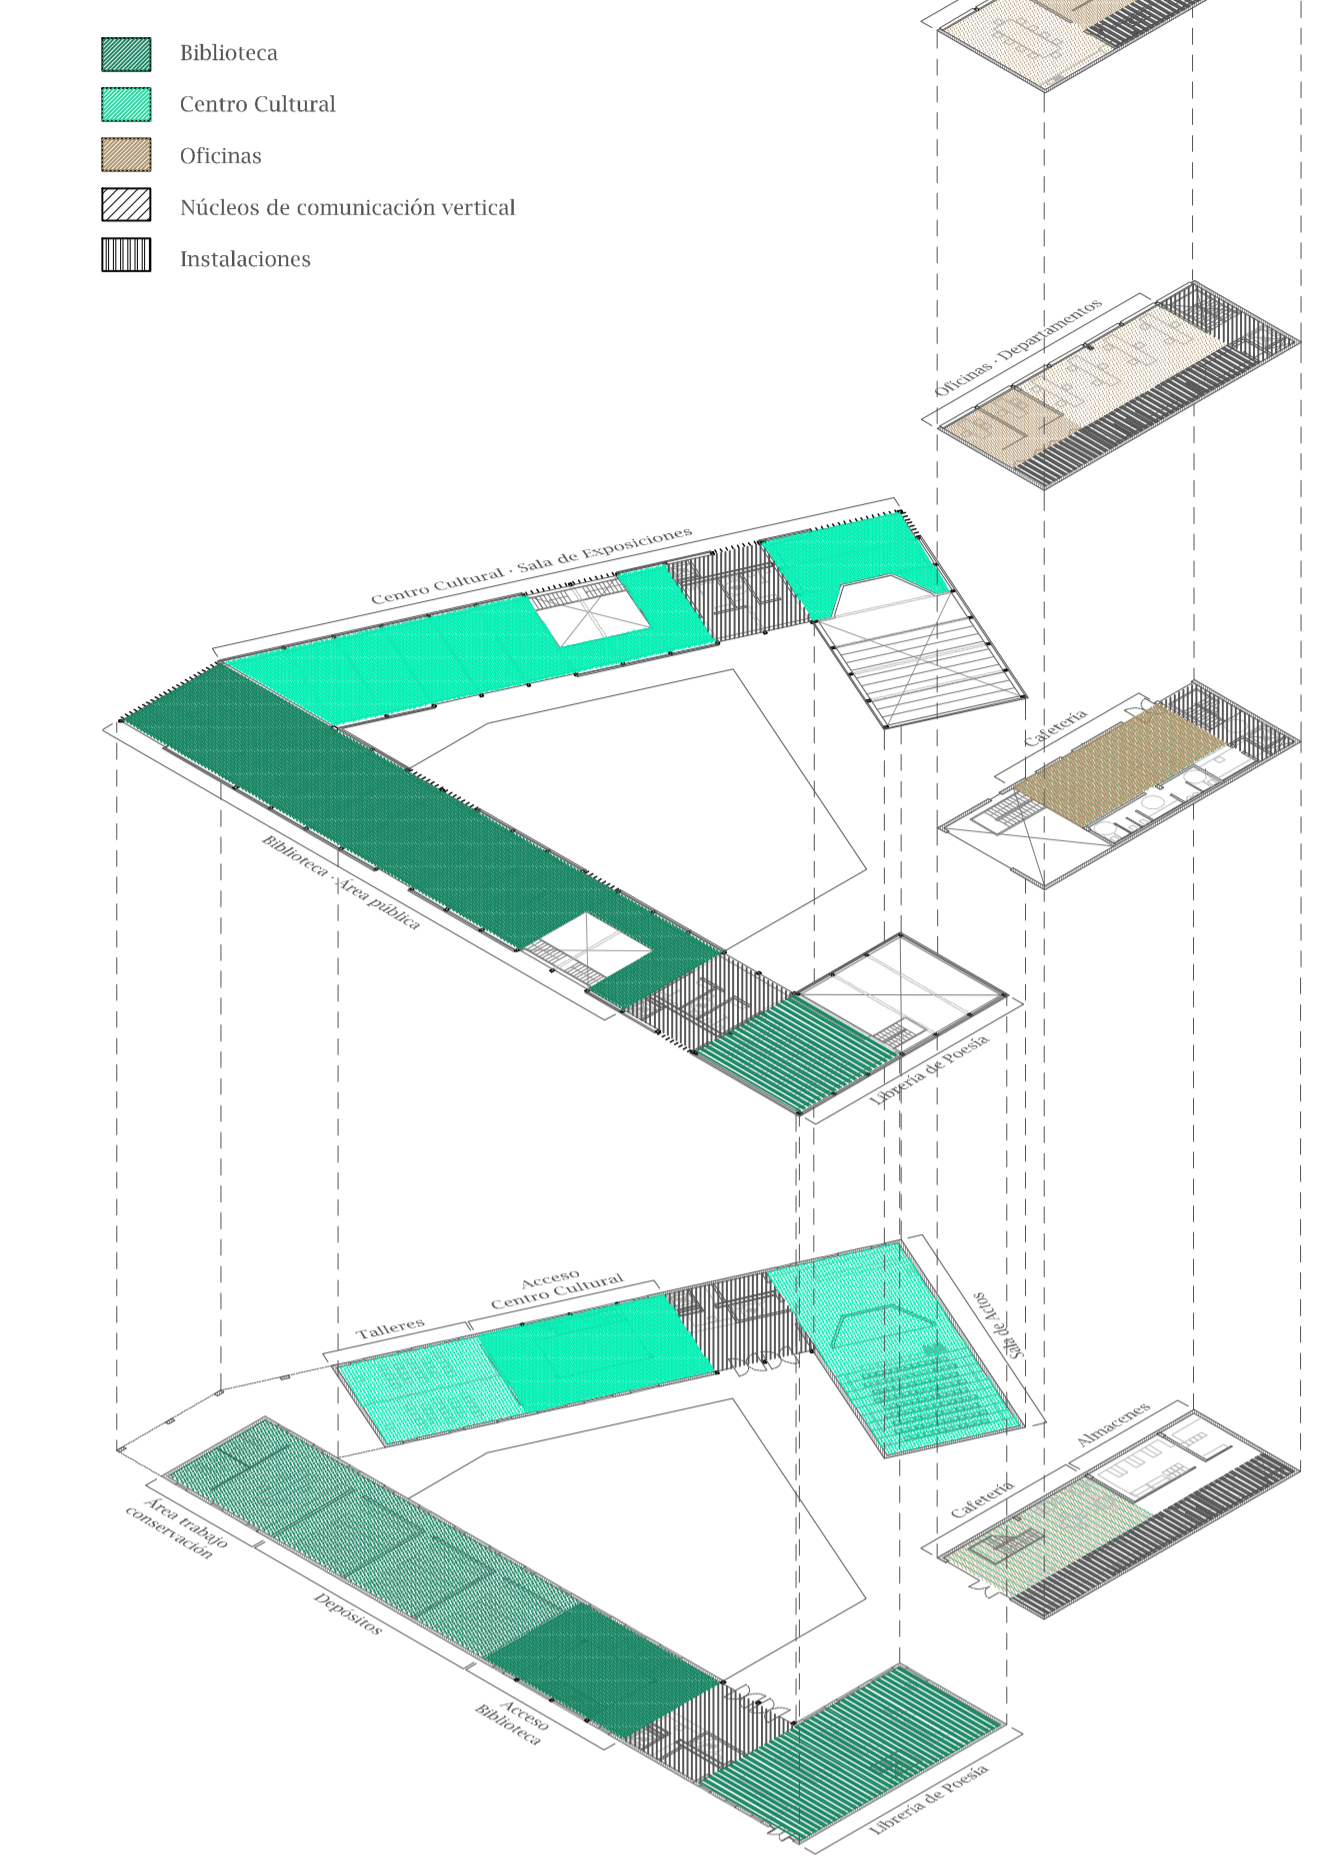 Biblioteca
Centro Cultural
Oficinas
Núcleos de comunicación vertical
Instalaciones
Oficinas · Departamentos
Centro Cultural · Sala de Exposiciones
Cafetería
Biblioteca · Área pública
Librería de Poesía
Acceso
Centro Cultural
Talleres
Sala de Actos
Almacenes
Cafetería
Área trabajo
conservación
Depósitos
Acceso
Biblioteca
Librería de Poesía